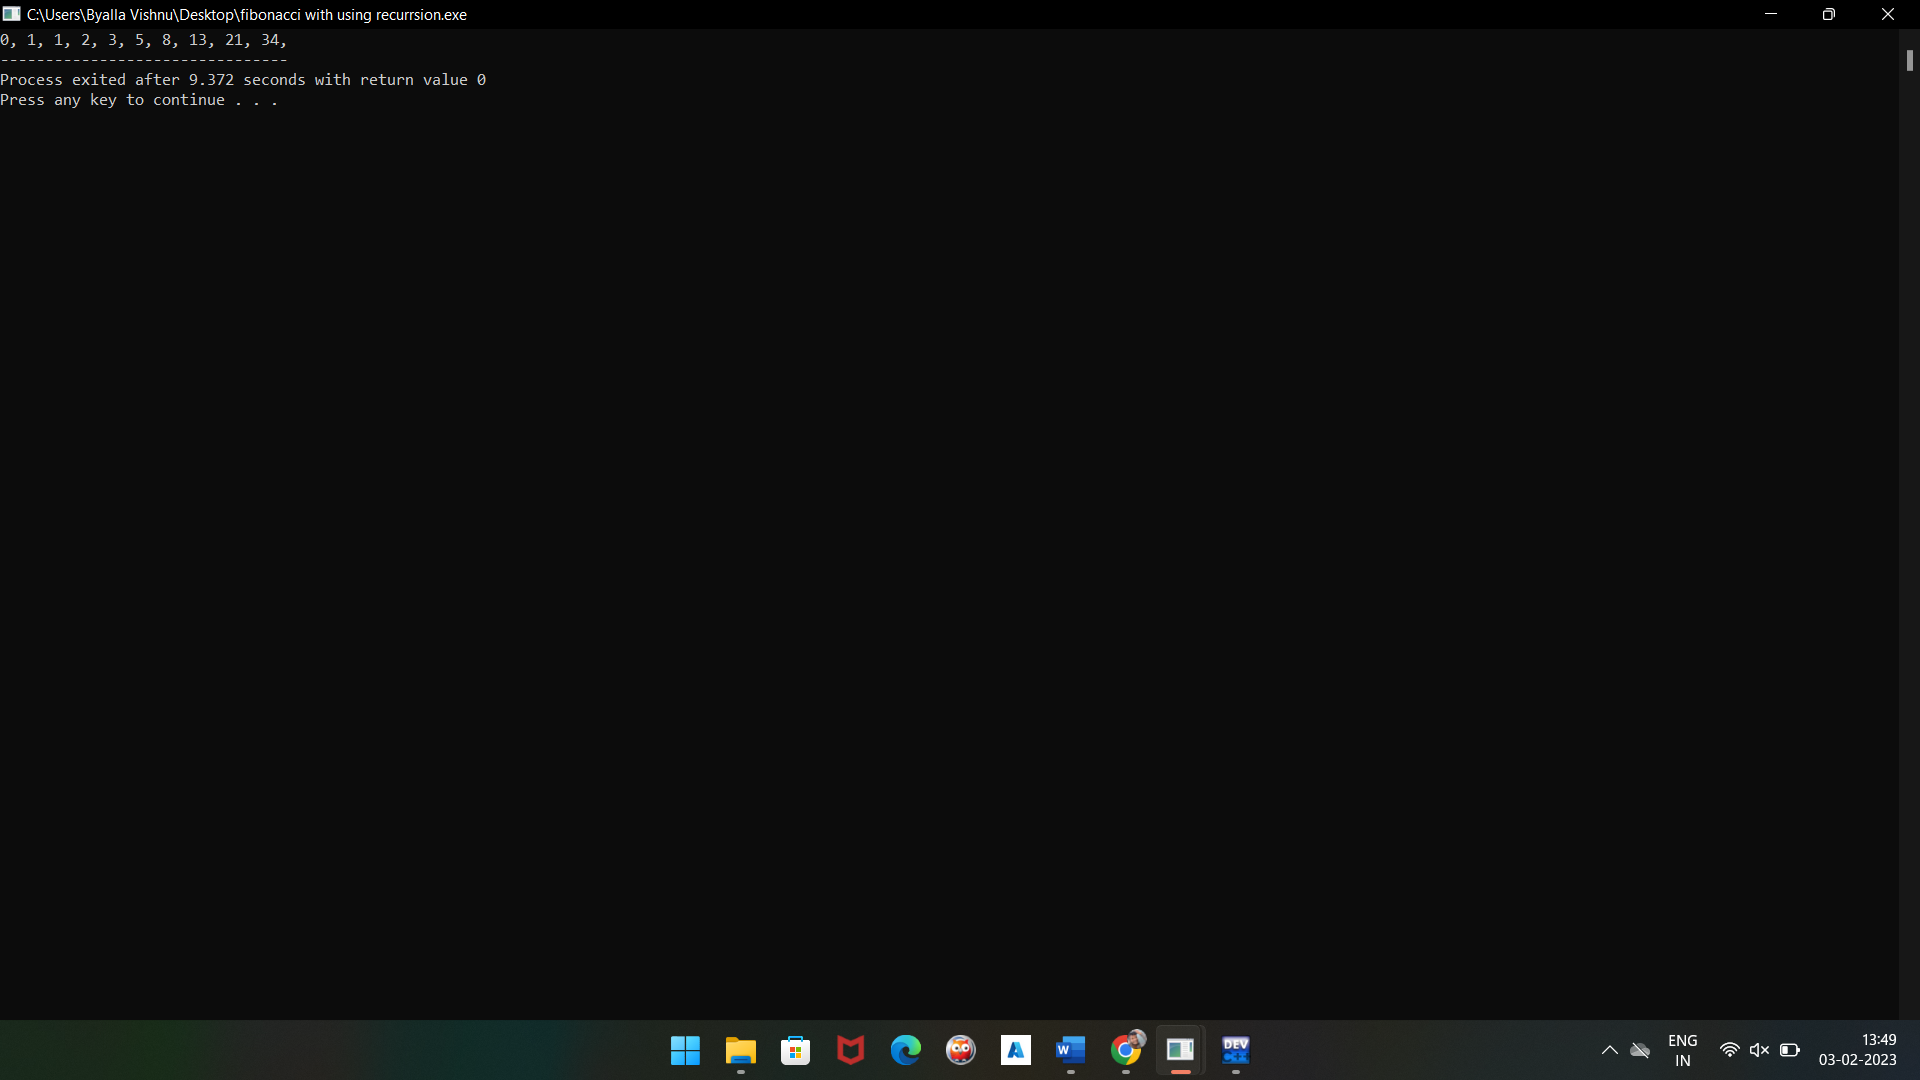 C:\Users\Byalla Vishnu\Desktop\fibonacci with using recurrsion.exe
0, 1, 1, 2, 3, 5, 8, 13, 21, 34,
--------------------------------
Process exited after 9.372 seconds with return value 0
Press any key to continue . . .
W
DEV
C++
ENG
IN
13:49
03-02-2023